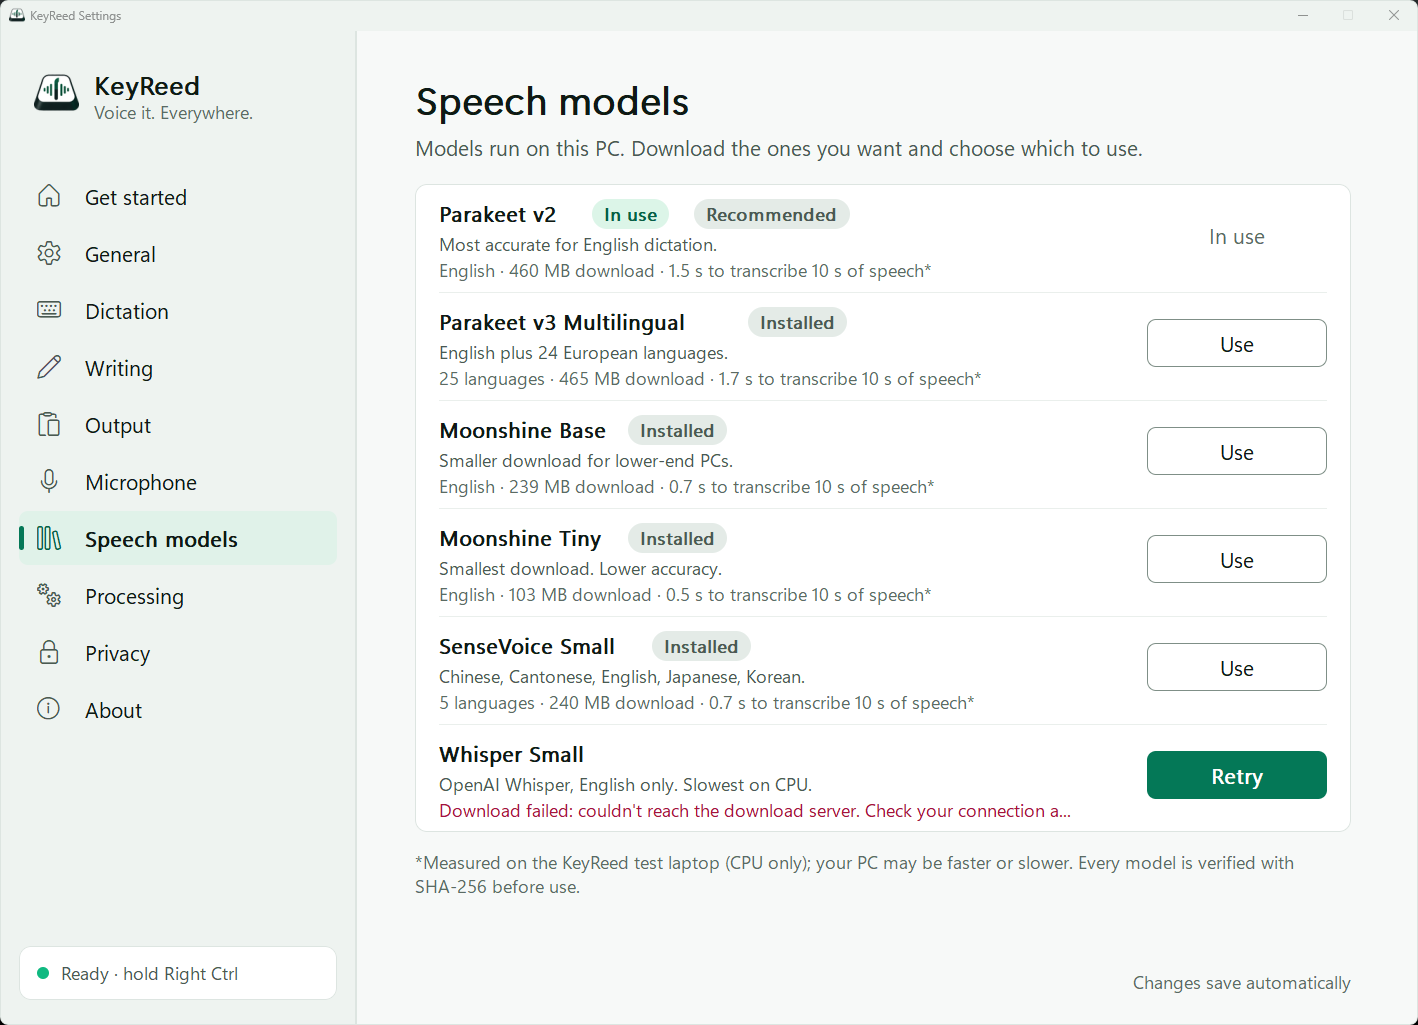 KeyReed Settings
KeyReed
Voice it. Everywhere.
Get started
General
Dictation
Writing
Output
Microphone
Speech models
Processing
Privacy
About
Ready · hold Right Ctrl
Speech models
Models run on this PC. Download the ones you want and choose which to use.
Parakeet v2 In use Recommended
Most accurate for English dictation.
English · 460 MB download · 1.5 s to transcribe 10 s of speech*
In use
Parakeet v3 Multilingual Installed
English plus 24 European languages.
25 languages · 465 MB download · 1.7 s to transcribe 10 s of speech*
Use
Moonshine Base Installed
Smaller download for lower-end PCs.
English · 239 MB download · 0.7 s to transcribe 10 s of speech*
Use
Moonshine Tiny Installed
Smallest download. Lower accuracy.
English · 103 MB download · 0.5 s to transcribe 10 s of speech*
Use
SenseVoice Small Installed
Chinese, Cantonese, English, Japanese, Korean.
5 languages · 240 MB download · 0.7 s to transcribe 10 s of speech*
Use
Whisper Small
OpenAI Whisper, English only. Slowest on CPU.
Download failed: couldn't reach the download server. Check your connection a...
Retry
*Measured on the KeyReed test laptop (CPU only); your PC may be faster or slower. Every model is verified with
SHA-256 before use.
Changes save automatically